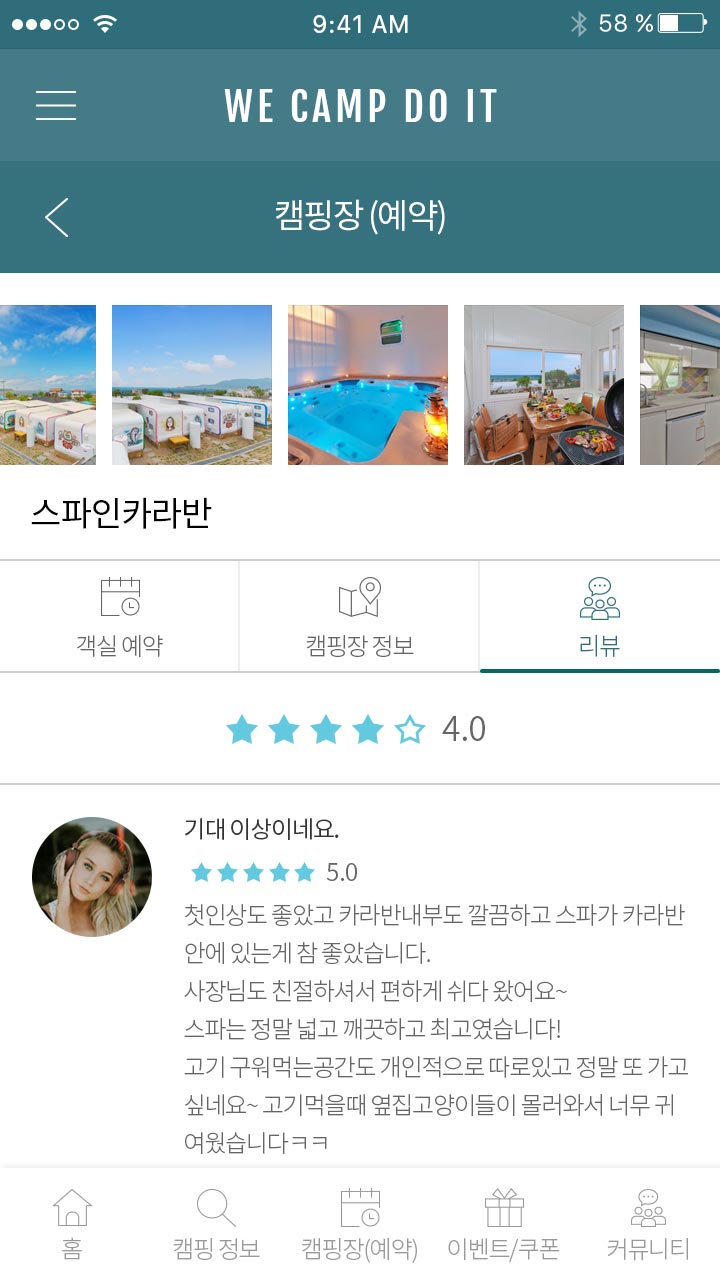 9:41 AM
58 %
WE CAMP DO IT
캠핑장 (예약)
스파인카라반
객실 예약
캠핑장 정보
리뷰
4.0
기대 이상이네요.
5.0
첫인상도 좋았고 카라반내부도 깔끔하고 스파가 카라반
안에 있는게 참 좋았습니다.
사장님도 친절하셔서 편하게 쉬다 왔어요~
스파는 정말 넓고 깨끗하고 최고였습니다!
고기 구워먹는공간도 개인적으로 따로있고 정말 또 가고
싶네요~ 고기먹을때 옆집고양이들이 몰러와서 너무 귀
여웠습니다ㅋㅋ
홈
캠핑 정보
캠핑장(예약)
이벤트/쿠폰
커뮤니티